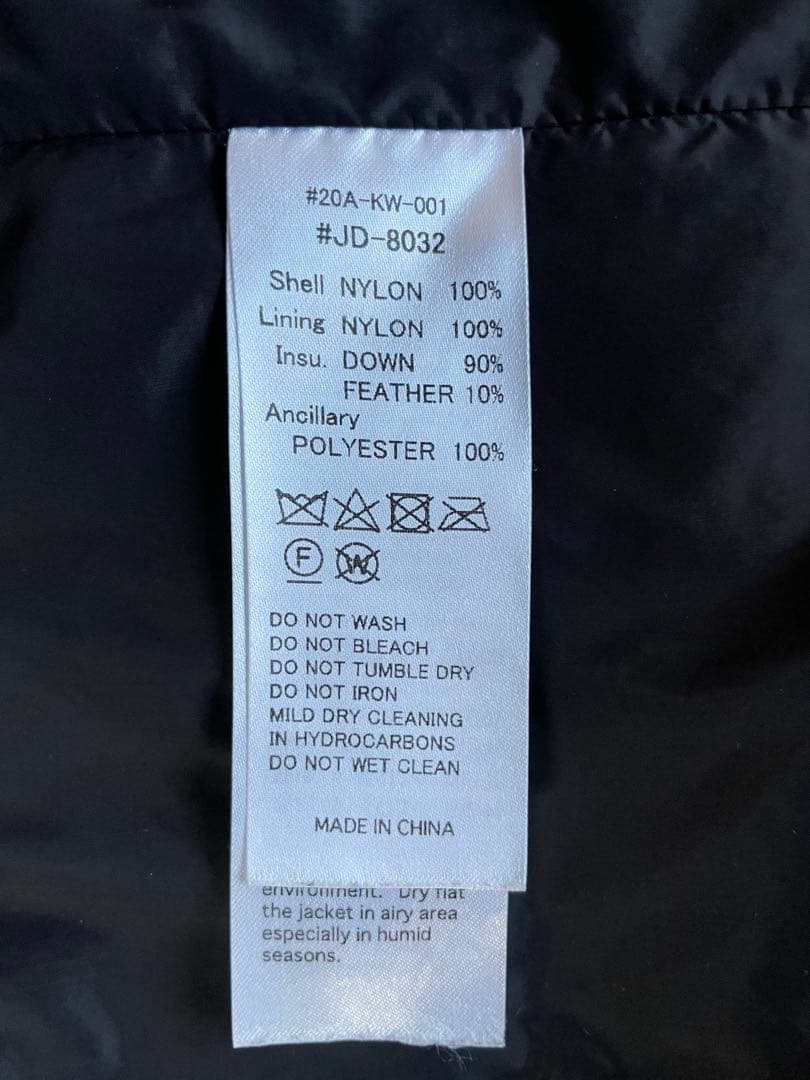 #20A-KW-001
#JD-8032
Shell NYLON 100%
Lining NYLON 100%
Insu. DOWN 90%
FEATHER 10%
Ancillary
POLYESTER 100%
F W
DO NOT WASH
DO NOT BLEACH
DO NOT TUMBLE DRY
DO NOT IRON
MILD DRY CLEANING
IN HYDROCARBONS
DO NOT WET CLEAN
MADE IN CHINA
environment. Dry flat
the jacket in airy area
especially in humid
seasons.